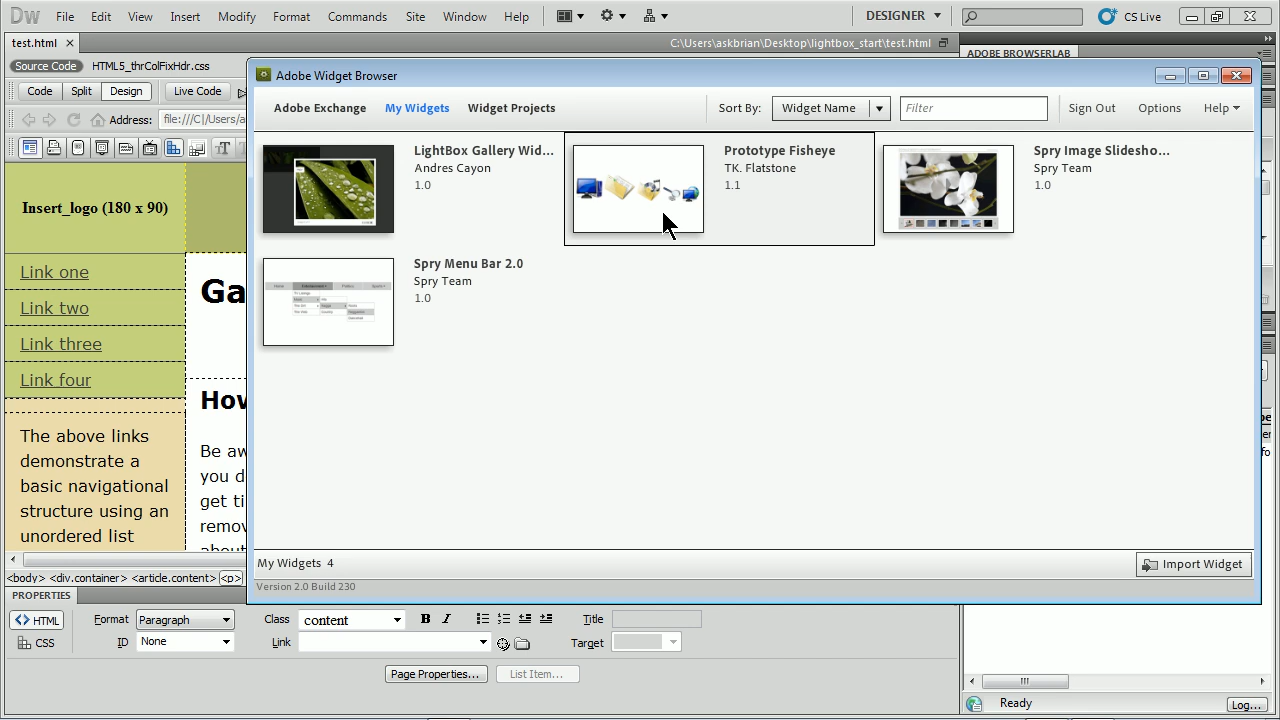 Dw File Edit View Insert Modify Format Commands Site Window Help DESIGNER CS Live
test.html C:\Users\askbrian\Desktop\lightbox_start\test.html ADOBE BROWSERLAB
Source Code HTML5_thrColFixHdr.css
Adobe Widget Browser
Code Split Design Live Code
Adobe Exchange My Widgets Widget Projects Sort By: Widget Name Filter Sign Out Options Help
Address: file:///C|/Users/a
LightBox Gallery Wid...
Andres Cayon
1.0
Prototype Fisheye
TK. Flatstone
1.1
Spry Image Slidesho...
Spry Team
1.0
Insert_logo (180 x 90)
Spry Menu Bar 2.0
Spry Team
1.0
Link one
Link two
Link three
Link four
Ga
How
The above links
demonstrate a
basic navigational
structure using an
unordered list
Be aw
you d
get ti
remov
about
My Widgets 4 Import Widget
Version 2.0 Build 230
<body> <div.container> <article.content> <p>
PROPERTIES
HTML Format Paragraph Class content B I Title
CSS ID None Link Target
Page Properties... List Item...
Ready Log...